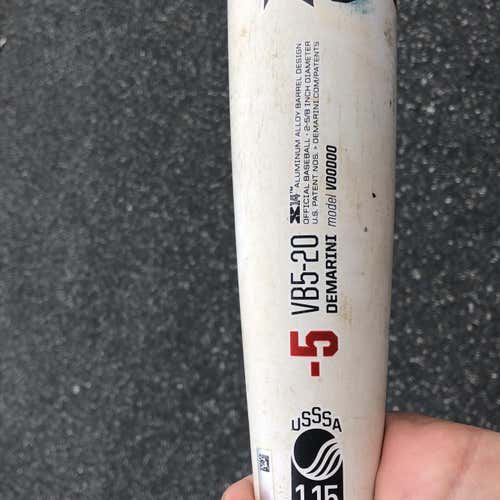 X14™ ALUMINUM ALLOY BARREL DESIGN
OFFICIAL BASEBALL • 2-5/8 INCH DIAMETER
U.S. PATENT NOS. > DEMARINI.COM/PATENTS
-5 VB5-20
DEMARINI model VOODOO
USSSA
1.15